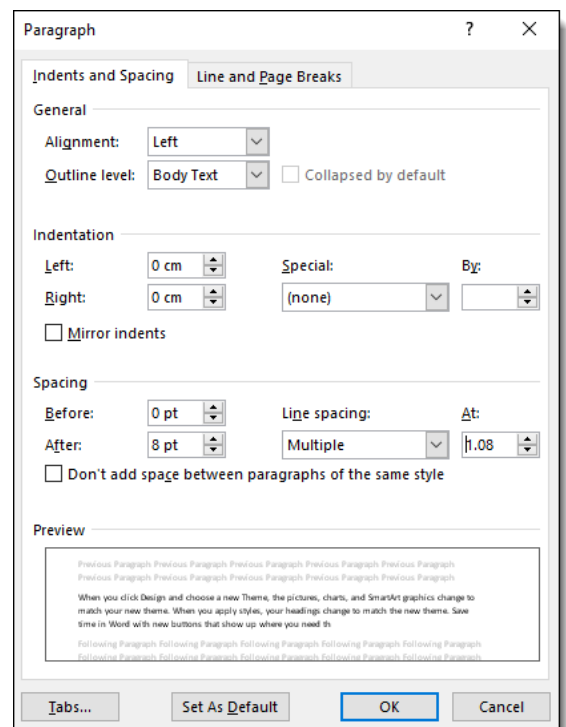 Paragraph ? ×
Indents and Spacing Line and Page Breaks
General
Alignment: Left
Outline level: Body Text Collapsed by default
Indentation
Left: 0 cm Special: By:
Right: 0 cm (none)
Mirror indents
Spacing
Before: 0 pt Line spacing: At:
After: 8 pt Multiple 1.08
Don't add space between paragraphs of the same style
Preview
Previous Paragraph Previous Paragraph Previous Paragraph Previous Paragraph Previous Paragraph
Previous Paragraph Previous Paragraph Previous Paragraph Previous Paragraph Previous Paragraph
When you click Design and choose a new Theme, the pictures, charts, and SmartArt graphics change to
match your new theme. When you apply styles, your headings change to match the new theme. Save
time in Word with new buttons that show up where you need th
Following Paragraph Following Paragraph Following Paragraph Following Paragraph Following Paragraph
Following Paragraph Following Paragraph Following Paragraph Following Paragraph Following Paragraph
Tabs... Set As Default OK Cancel